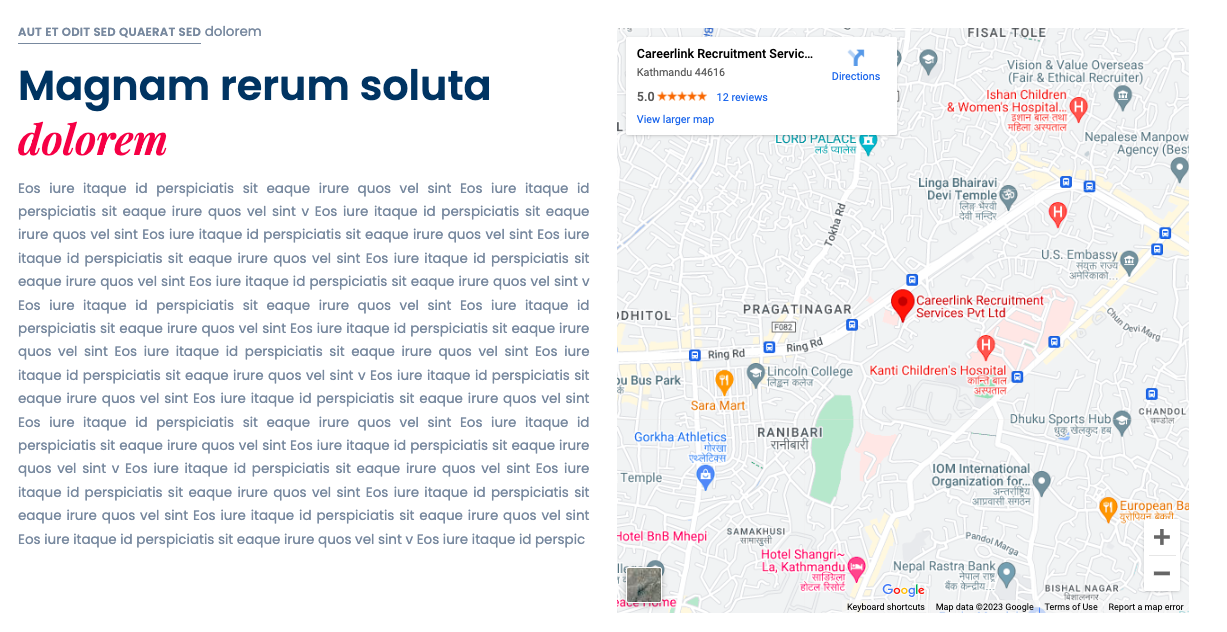 AUT ET ODIT SED QUAERAT SED dolorem
Magnam rerum soluta
dolorem
Eos iure itaque id perspiciatis sit eaque irure quos vel sint Eos iure itaque id
perspiciatis sit eaque irure quos vel sint v Eos iure itaque id perspiciatis sit eaque
irure quos vel sint Eos iure itaque id perspiciatis sit eaque irure quos vel sint Eos iure
itaque id perspiciatis sit eaque irure quos vel sint Eos iure itaque id perspiciatis sit
eaque irure quos vel sint Eos iure itaque id perspiciatis sit eaque irure quos vel sint v
Eos iure itaque id perspiciatis sit eaque irure quos vel sint Eos iure itaque id
perspiciatis sit eaque irure quos vel sint Eos iure itaque id perspiciatis sit eaque irure
quos vel sint Eos iure itaque id perspiciatis sit eaque irure quos vel sint Eos iure
itaque id perspiciatis sit eaque irure quos vel sint v Eos iure itaque id perspiciatis sit
eaque irure quos vel sint Eos iure itaque id perspiciatis sit eaque irure quos vel sint
Eos iure itaque id perspiciatis sit eaque irure quos vel sint Eos iure itaque id
perspiciatis sit eaque irure quos vel sint Eos iure itaque id perspiciatis sit eaque irure
quos vel sint v Eos iure itaque id perspiciatis sit eaque irure quos vel sint Eos iure
itaque id perspiciatis sit eaque irure quos vel sint Eos iure itaque id perspiciatis sit
eaque irure quos vel sint Eos iure itaque id perspiciatis sit eaque irure quos vel sint
Eos iure itaque id perspiciatis sit eaque irure quos vel sint v Eos iure itaque id perspic
Careerlink Recruitment Servic...
Kathmandu 44616
Directions
5.0 12 reviews
View larger map
FISAL TOLE
Vision & Value Overseas
(Fair & Ethical Recruiter)
Ishan Children
& Women's Hospital...
इशान बाल तथा
महिला अस्पताल
LORD PALACE
लर्ड प्यालेस
Nepalese Manpow
Agency (Best
Linga Bhairavi
Devi Temple
लिङ्ग भैरवी
देवी मन्दिर
Tokha Rd
U.S. Embassy
संयुक्त राज्य
अमेरिकाको...
Careerlink Recruitment
Services Pvt Ltd
PRAGATINAGAR
ODHITOL
F082
Chun Devi Marg
Ring Rd
Ring Rd
Kanti Children's Hospital
कान्ति बाल
अस्पताल
Lincoln College
लिङ्कन कलेज
ou Bus Park
Sara Mart
Dhuku Sports Hub
धुकु खेलकुद हब
CHANDOL
चण्डोल
RANIBARI
रानीबारी
Gorkha Athletics
गोरखा
एथ्लेटिक्स
Temple
IOM International
Organization for...
अन्तर्राष्ट्रिय
आप्रवासी संगठन
European Ba
युरोपियन बेकरी
SAMAKHUSI
सामाखुसी
Hotel BnB Mhepi
Pandol Marga
Hotel Shangri~
La, Kathmandu
होटल रिसोर्ट
Nepal Rastra Bank
नेपाल राष्ट्र
बैंक केन्द्रीय...
BISHAL NAGAR
बिशालनगर
eace Home
Google
Keyboard shortcuts Map data ©2023 Google Terms of Use Report a map error